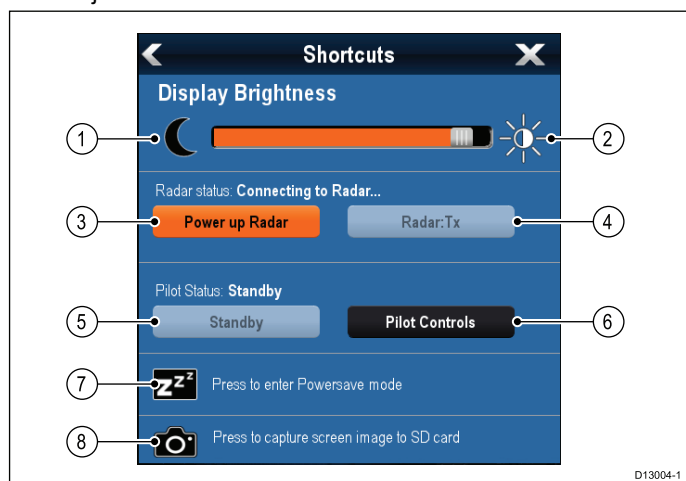 Shortcuts
Display Brightness
1
2
Radar status: Connecting to Radar...
3
Power up Radar
Radar:Tx
4
Pilot Status: Standby
5
Standby
Pilot Controls
6
7
zzz
Press to enter Powersave mode
8
Press to capture screen image to SD card
D13004-1